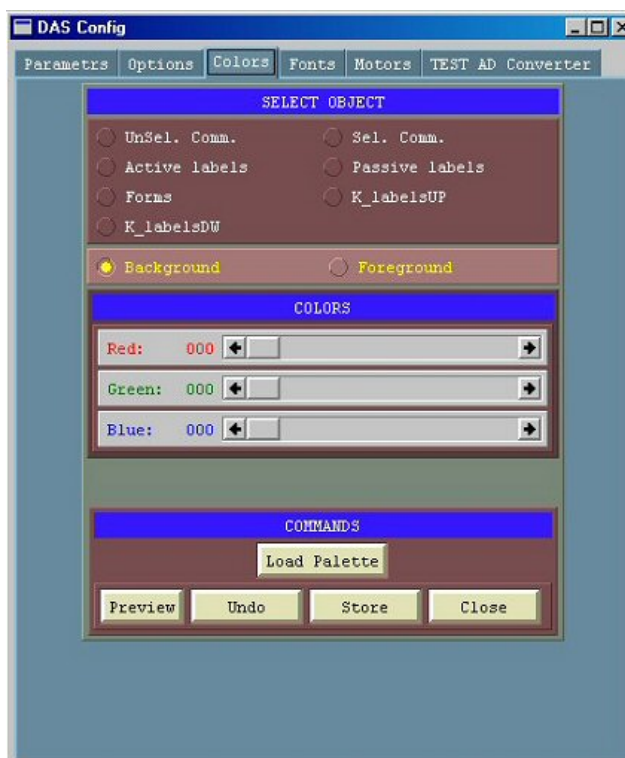 DAS Config
Parametrs Options Colors Fonts Motors TEST AD Converter
SELECT OBJECT
UnSel. Comm. Sel. Comm.
Active labels Passive labels
Forms K_labelsUP
K_labelsDW
Background Foreground
COLORS
Red: 000
Green: 000
Blue: 000
COMMANDS
Load Palette
Preview Undo Store Close